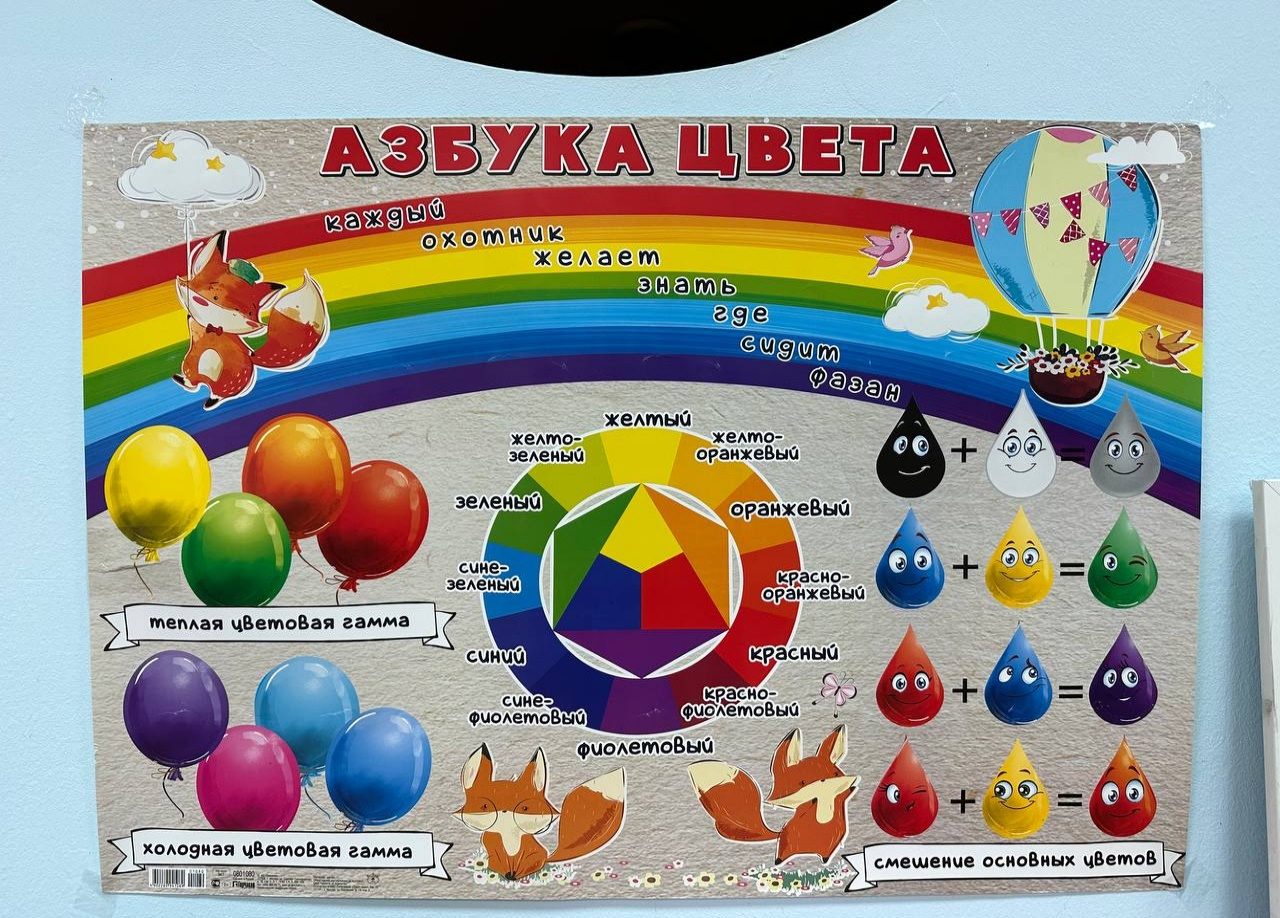 АЗБУКА ЦВЕТА
каждый
охотник
желает
знать
где
сидит
фазан
желтый
желто-
зеленый
желто-
оранжевый
зеленый
оранжевый
сине-
зеленый
красно-
оранжевый
синий
красный
сине-
фиолетовый
красно-
фиолетовый
фиолетовый
+ =
+ =
+ =
+ =
теплая цветовая гамма
холодная цветовая гамма
смешение основных цветов
0801080